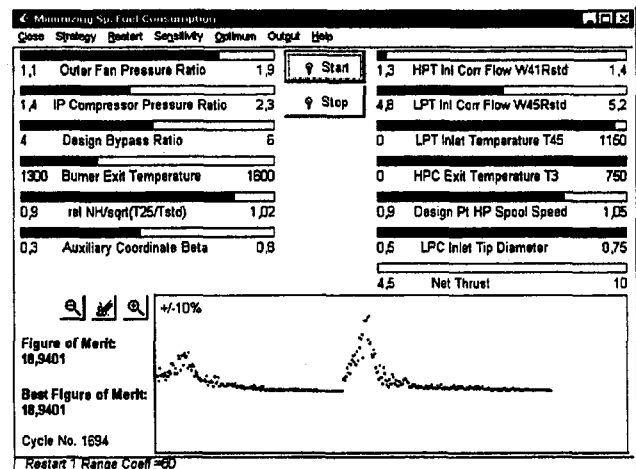 Minimizing Sp. Fuel Consumption
Close Strategy Restart Sensitivity Optimum Output Help
1,1 Outer Fan Pressure Ratio 1,9
1,4 IP Compressor Pressure Ratio 2,3
4 Design Bypass Ratio 6
1300 Burner Exit Temperature 1600
0,9 rel NH/sqrt(T25/Tstd) 1,02
0,3 Auxiliary Coordinate Beta 0,8
Start
Stop
1,3 HPT Inl Corr Flow W41Rstd 1,4
4,8 LPT Inl Corr Flow W45Rstd 5,2
0 LPT Inlet Temperature T45 1150
0 HPC Exit Temperature T3 750
0,9 Design Pt HP Spool Speed 1,05
0,5 LPC Inlet Tip Diameter 0,75
4,5 Net Thrust 10
+/-10%
Figure of Merit:
18,9401
Best Figure of Merit:
18,9401
Cycle No. 1694
Restart 1 Range Coeff =60